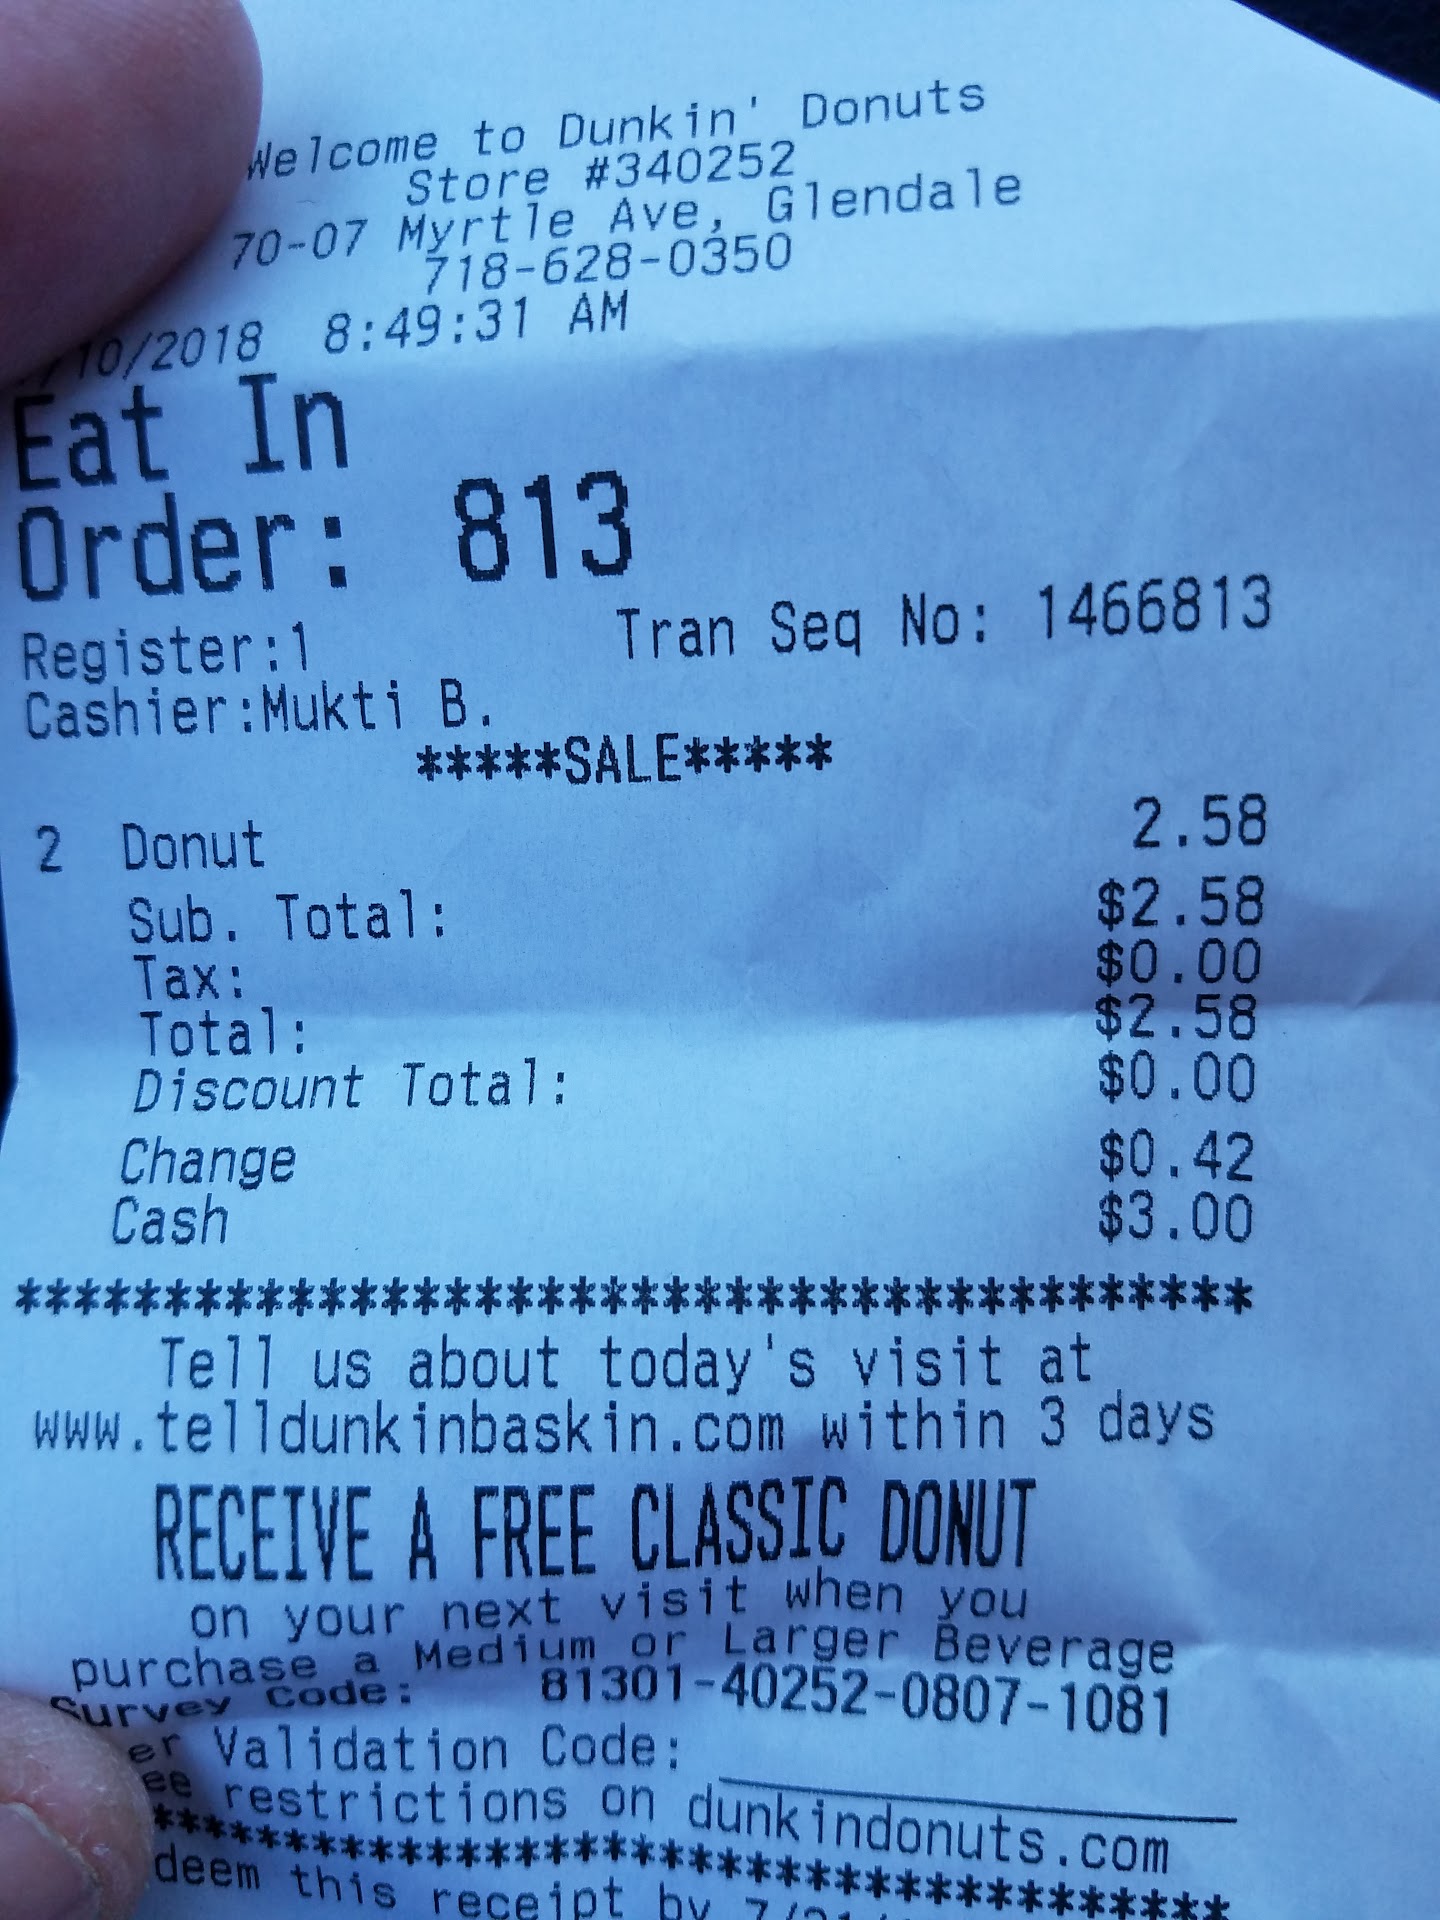 Welcome to Dunkin' Donuts
Store #340252
70-07 Myrtle Ave, Glendale
718-628-0350
/10/2018 8:49:31 AM
Eat In
Order: 813
Register:1 Tran Seq No: 1466813
Cashier:Mukti B.
*****SALE*****
2 Donut 2.58
Sub. Total: $2.58
Tax: $0.00
Total: $2.58
Discount Total: $0.00
Change $0.42
Cash $3.00
****************************************
Tell us about today's visit at
www.telldunkinbaskin.com within 3 days
RECEIVE A FREE CLASSIC DONUT
on your next visit when you
purchase a Medium or Larger Beverage
Survey Code: 81301-40252-0807-1081
er Validation Code: ________________
ee restrictions on dunkindonuts.com
****************************************
deem this receipt by